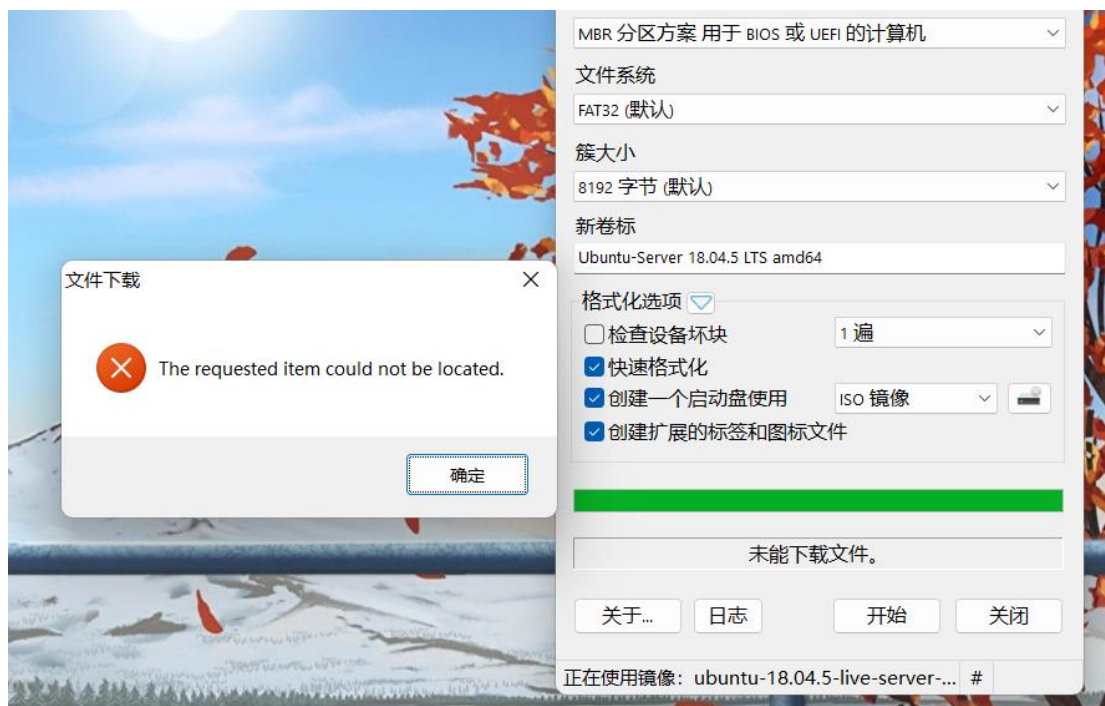 MBR 分区方案 用于 BIOS 或 UEFI 的计算机
文件系统
FAT32 (默认)
簇大小
8192 字节 (默认)
新卷标
Ubuntu-Server 18.04.5 LTS amd64
文件下载
The requested item could not be located.
确定
格式化选项
检查设备坏块
1 遍
快速格式化
创建一个启动盘使用
ISO 镜像
创建扩展的标签和图标文件
未能下载文件。
关于...
日志
开始
关闭
正在使用镜像：ubuntu-18.04.5-live-server-...
#